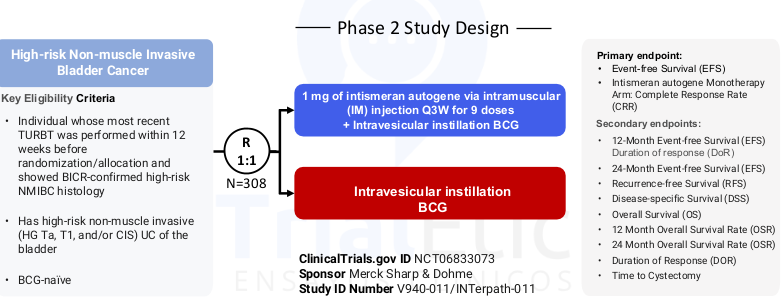 Phase 2 Study Design
High-risk Non-muscle Invasive
Bladder Cancer
Key Eligibility Criteria
• Individual whose most recent
TURBT was performed within 12
weeks before
randomization/allocation and
showed BICR-confirmed high-risk
NMIBC histology
• Has high-risk non-muscle invasive
(HG Ta, T1, and/or CIS) UC of the
bladder
• BCG-naïve
R
1:1
N=308
1 mg of intismeran autogene via intramuscular
(IM) injection Q3W for 9 doses
+ Intravesicular instillation BCG
Intravesicular instillation
BCG
ClinicalTrials.gov ID NCT06833073
Sponsor Merck Sharp & Dohme
Study ID Number V940-011/INTerpath-011
Primary endpoint:
• Event-free Survival (EFS)
• Intismeran autogene Monotherapy
Arm: Complete Response Rate
(CRR)
Secondary endpoints:
• 12-Month Event-free Survival (EFS)
Duration of response (DoR)
• 24-Month Event-free Survival (EFS)
• Recurrence-free Survival (RFS)
• Disease-specific Survival (DSS)
• Overall Survival (OS)
• 12 Month Overall Survival Rate (OSR)
• 24 Month Overall Survival Rate (OSR)
• Duration of Response (DOR)
• Time to Cystectomy